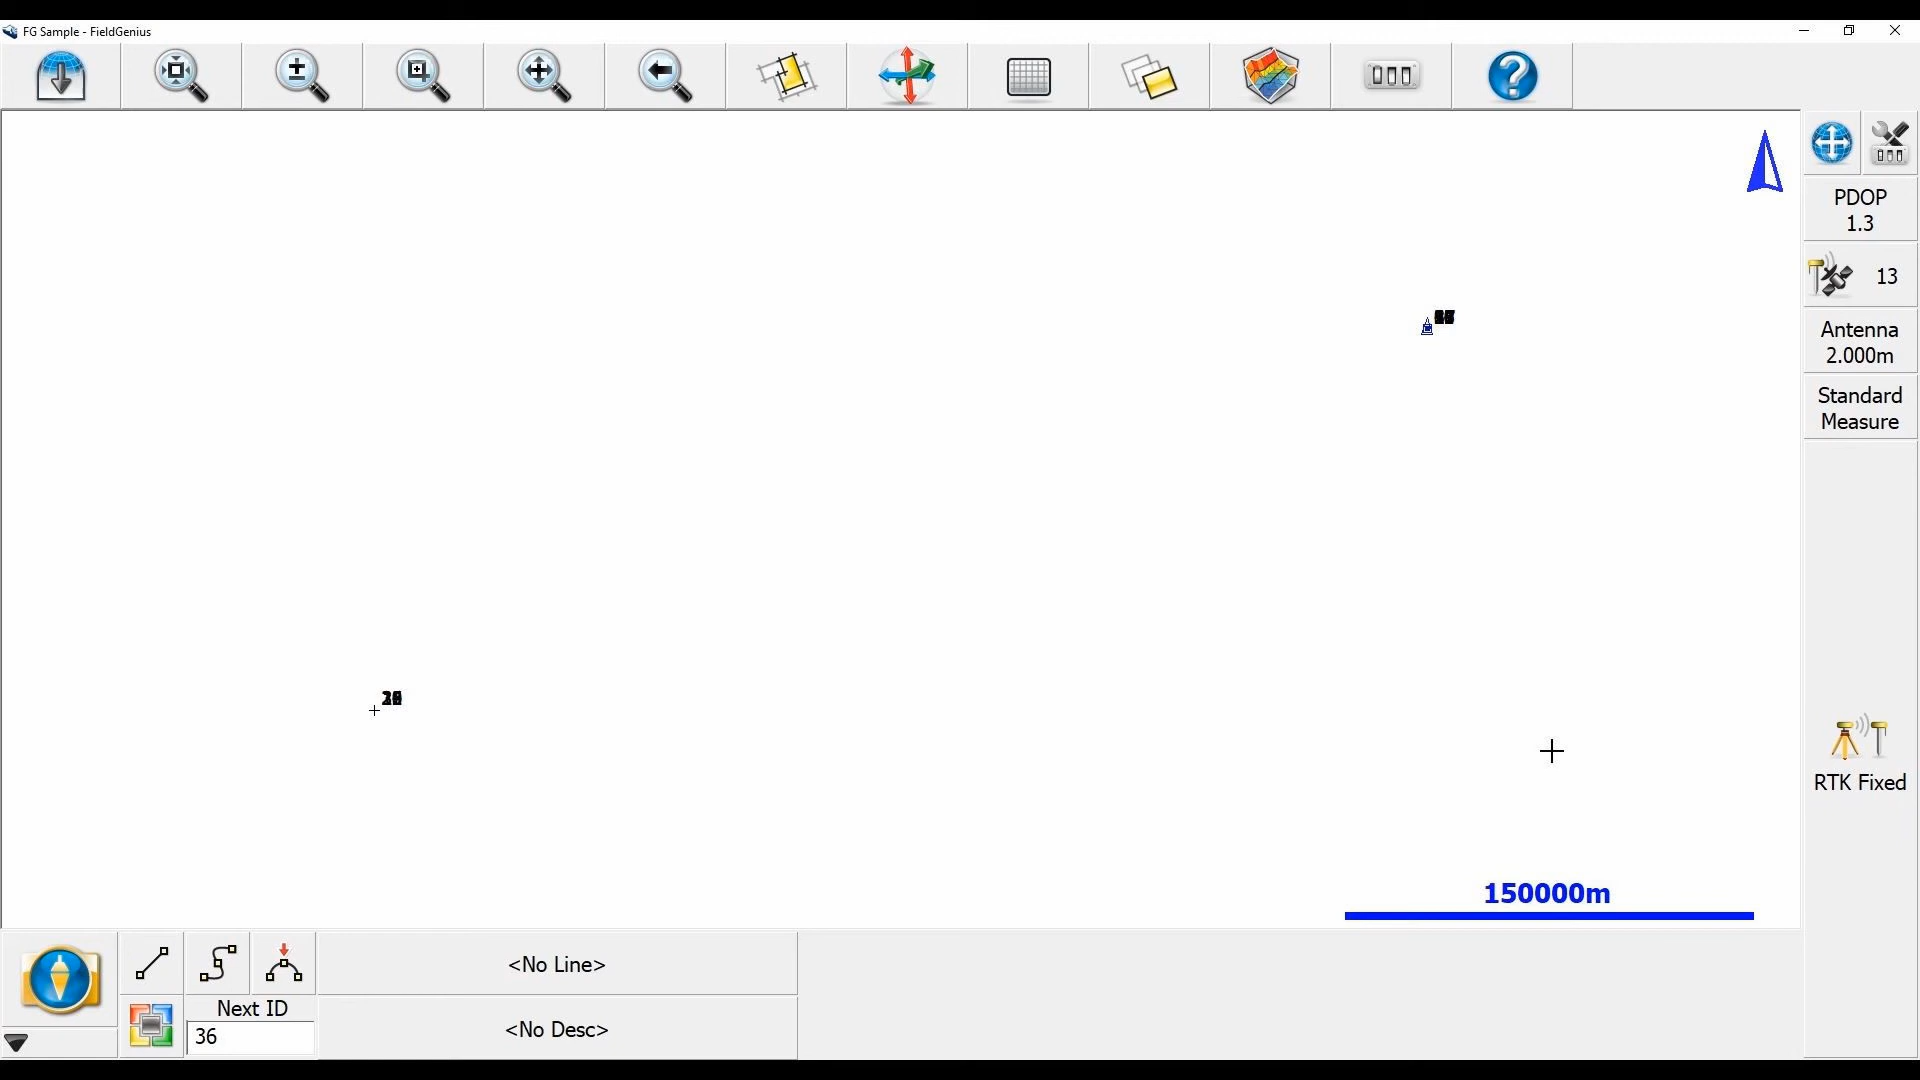 FG Sample - FieldGenius
PDOP
1.3
13
Antenna
2.000m
Standard
Measure
RTK Fixed
150000m
<No Line>
Next ID
36
<No Desc>